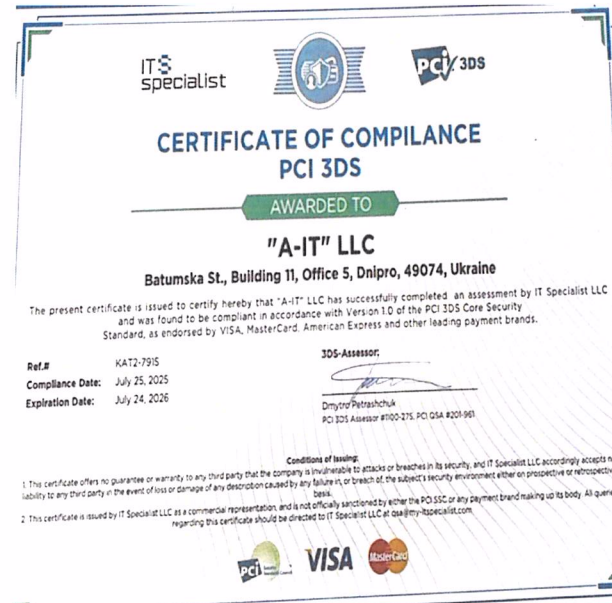 ITS
specialist
PCI 3DS
CERTIFICATE OF COMPILANCE
PCI 3DS
AWARDED TO
"A-IT" LLC
Batumska St., Building 11, Office 5, Dnipro, 49074, Ukraine
The present certificate is issued to certify hereby that "A-IT" LLC has successfully completed an assessment by IT Specialist LLC
and was found to be compliant in accordance with Version 1.0 of the PCI 3DS Core Security
Standard, as endorsed by VISA, MasterCard, American Express and other leading payment brands.
Ref.# KAT2-791S
Compliance Date: July 25, 2025
Expiration Date: July 24, 2026
3DS-Assessor:
Dmytro Petrashchuk
PCI 3DS Assessor #1100-275, PCI QSA #201-961
Conditions of Issuing:
1. This certificate offers no guarantee or warranty to any third party that the company is invulnerable to attacks or breaches in its security, and IT Specialist LLC accordingly accepts
liability to any third party in the event of loss or damage of any description caused by any failure in, or breach of, the subject's security environment either on prospective or
basis.
2. This certificate is issued by IT Specialist LLC as a commercial representation, and is not officially sanctioned by either the PCI SSC or any payment brand making up its body. All
regarding this certificate should be directed to IT Specialist LLC at qsa@my-itspecialist.com
PCI VISA MasterCard